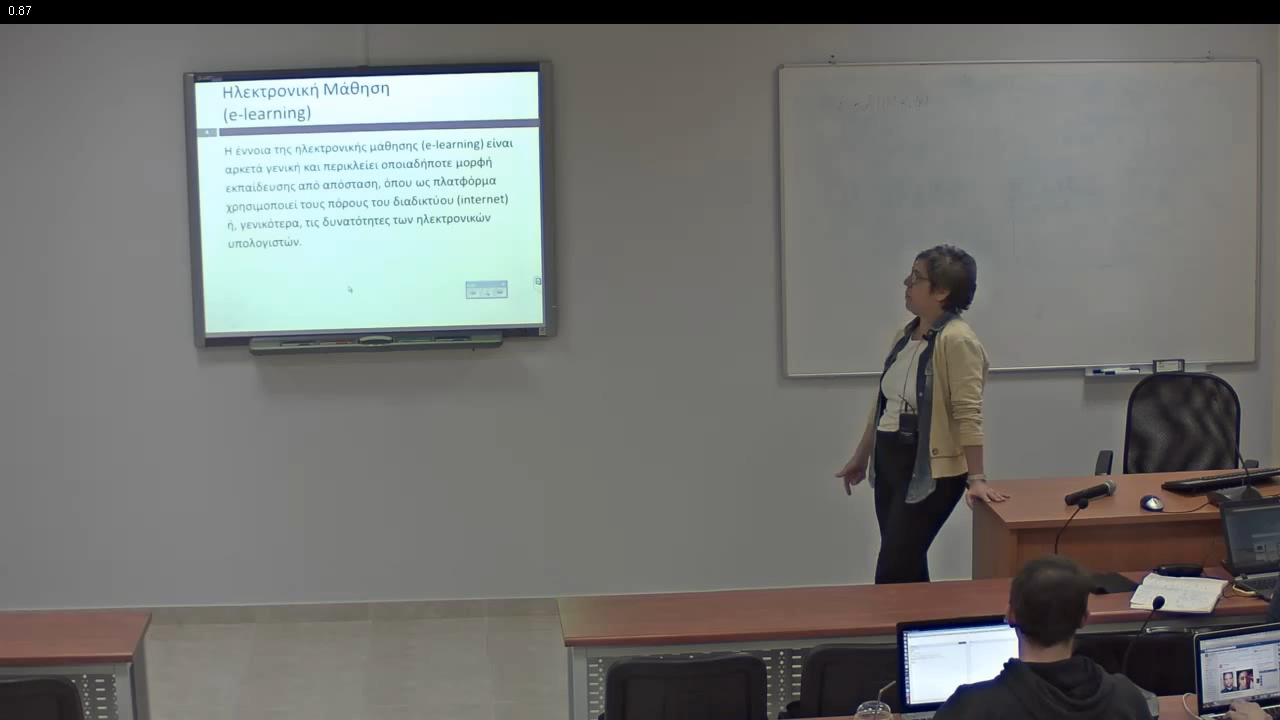 0.87
Ηλεκτρονική Μάθηση
(e-learning)
Η έννοια της ηλεκτρονικής μάθησης (e-learning) είναι
αρκετά γενική και περικλείει οποιαδήποτε μορφή
εκπαίδευσης από απόσταση, όπου ως πλατφόρμα
χρησιμοποιεί τους πόρους του διαδικτύου (internet)
ή, γενικότερα, τις δυνατότητες των ηλεκτρονικών
υπολογιστών.